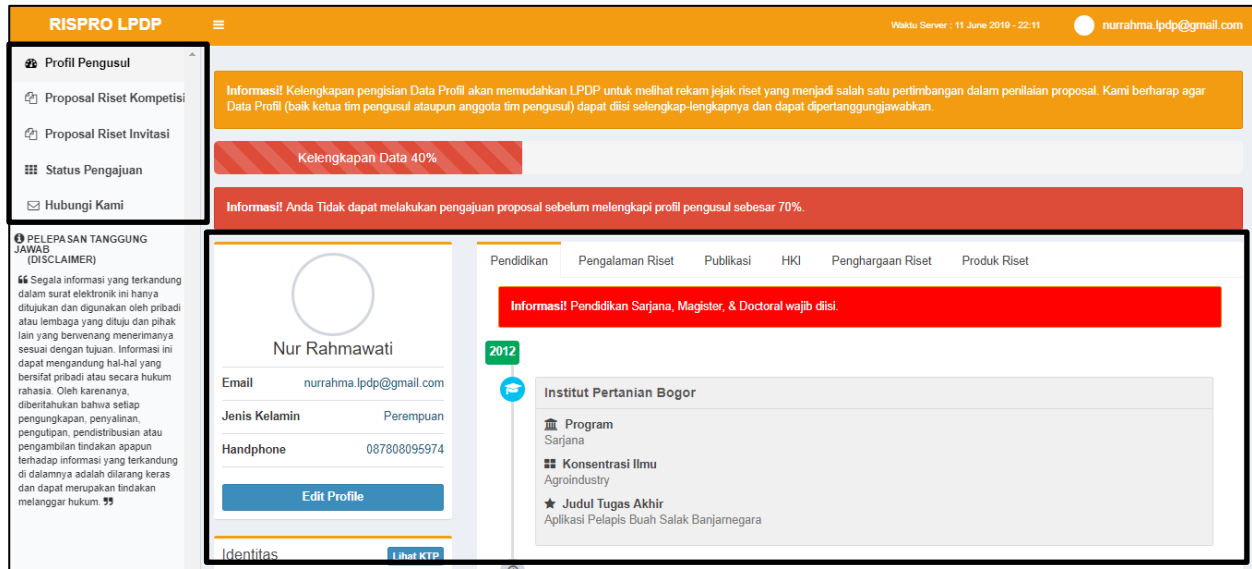 RISPRO LPDP
Waktu Server : 11 June 2019 - 22:11
nurrahma.lpdp@gmail.com
Profil Pengusul
Proposal Riset Kompetisi
Proposal Riset Invitasi
Status Pengajuan
Hubungi Kami
PELEPASAN TANGGUNG
JAWAB
(DISCLAIMER)
Segala informasi yang terkandung
dalam surat elektronik ini hanya
ditujukan dan digunakan oleh pribadi
atau lembaga yang dituju dan pihak
lain yang berwenang menerimanya
sesuai dengan tujuan. Informasi ini
dapat mengandung hal-hal yang
bersifat pribadi atau secara hukum
rahasia. Oleh karenanya,
diberitahukan bahwa setiap
pengungkapan, penyalinan,
pengutipan, pendistribusian atau
pengambilan tindakan apapun
terhadap informasi yang terkandung
di dalamnya adalah dilarang keras
dan dapat merupakan tindakan
melanggar hukum.
Informasi! Kelengkapan pengisian Data Profil akan memudahkan LPDP untuk melihat rekam jejak riset yang menjadi salah satu pertimbangan dalam penilaian proposal. Kami berharap agar
Data Profil (baik ketua tim pengusul ataupun anggota tim pengusul) dapat diisi selengkap-lengkapnya dan dapat dipertanggungjawabkan.
Kelengkapan Data 40%
Informasi! Anda Tidak dapat melakukan pengajuan proposal sebelum melengkapi profil pengusul sebesar 70%.
Nur Rahmawati
Email nurrahma.lpdp@gmail.com
Jenis Kelamin Perempuan
Handphone 087808095974
Edit Profile
Identitas Lihat KTP
Pendidikan Pengalaman Riset Publikasi HKI Penghargaan Riset Produk Riset
Informasi! Pendidikan Sarjana, Magister, & Doctoral wajib diisi.
2012
Institut Pertanian Bogor
Program
Sarjana
Konsentrasi Ilmu
Agroindustry
Judul Tugas Akhir
Aplikasi Pelapis Buah Salak Banjarnegara